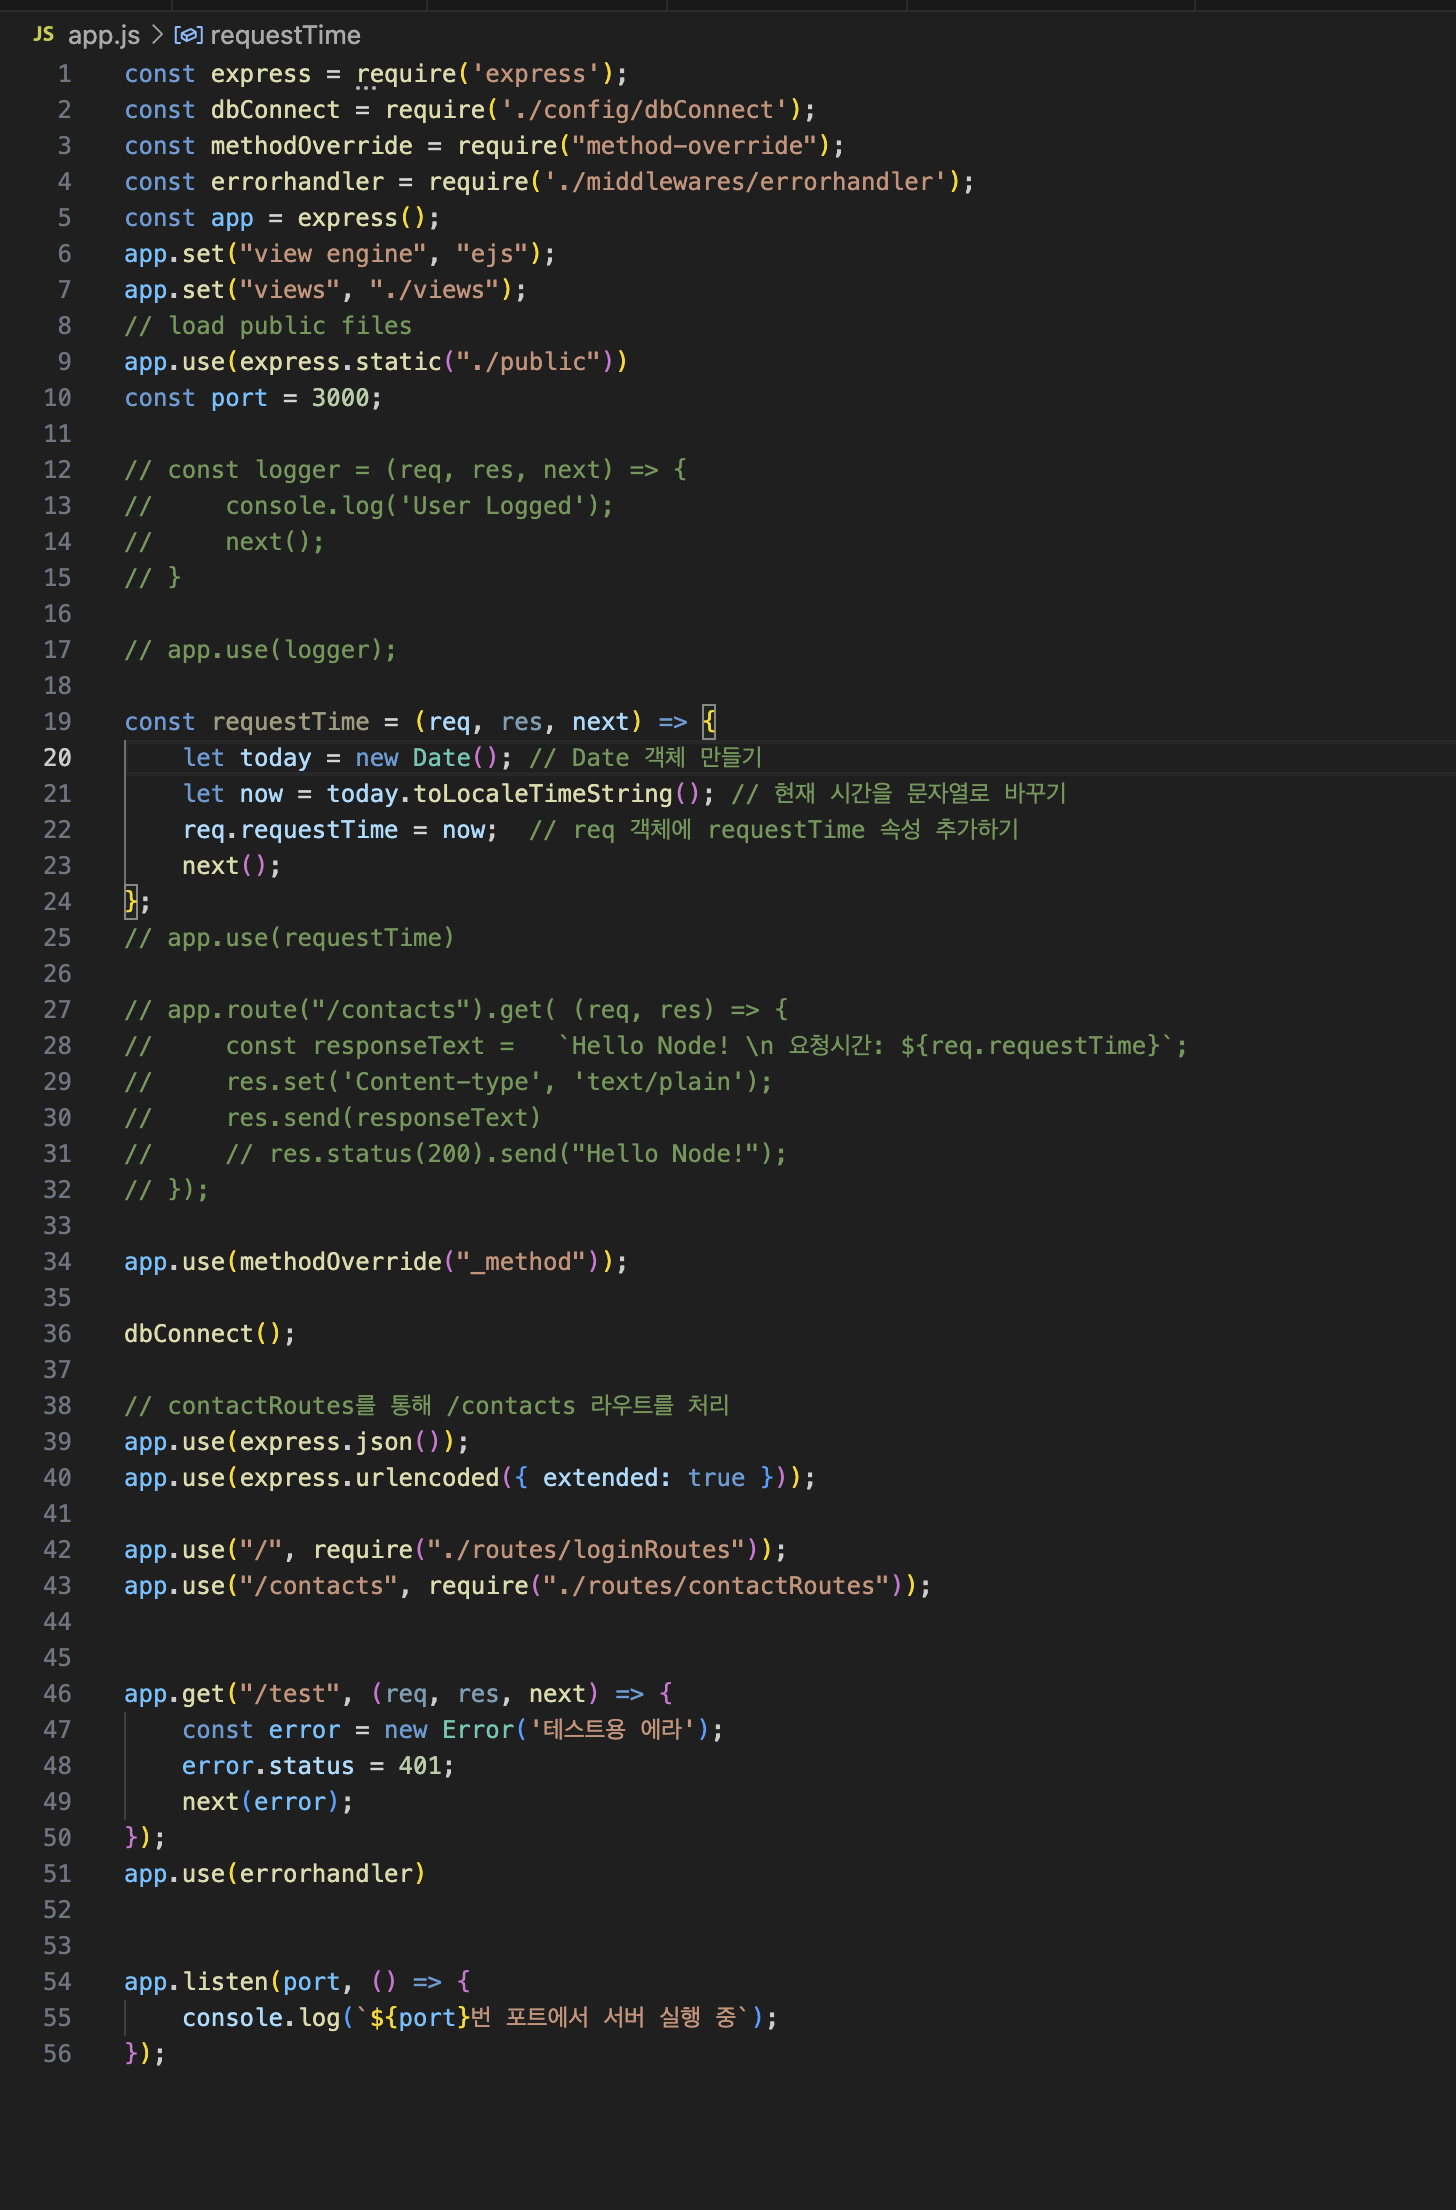 JS app.js > requestTime
1 const express = require('express');
2 const dbConnect = require('./config/dbConnect');
3 const methodOverride = require("method-override");
4 const errorhandler = require('./middlewares/errorhandler');
5 const app = express();
6 app.set("view engine", "ejs");
7 app.set("views", "./views");
8 // load public files
9 app.use(express.static("./public"))
10 const port = 3000;
11
12 // const logger = (req, res, next) => {
13 //     console.log('User Logged');
14 //     next();
15 // }
16
17 // app.use(logger);
18
19 const requestTime = (req, res, next) => {
20     let today = new Date(); // Date 객체 만들기
21     let now = today.toLocaleTimeString(); // 현재 시간을 문자열로 바꾸기
22     req.requestTime = now;  // req 객체에 requestTime 속성 추가하기
23     next();
24 };
25 // app.use(requestTime)
26
27 // app.route("/contacts").get( (req, res) => {
28 //     const responseText =   `Hello Node! \n 요청시간: ${req.requestTime}`;
29 //     res.set('Content-type', 'text/plain');
30 //     res.send(responseText)
31 //     // res.status(200).send("Hello Node!");
32 // });
33
34 app.use(methodOverride("_method"));
35
36 dbConnect();
37
38 // contactRoutes를 통해 /contacts 라우트를 처리
39 app.use(express.json());
40 app.use(express.urlencoded({ extended: true }));
41
42 app.use("/", require("./routes/loginRoutes"));
43 app.use("/contacts", require("./routes/contactRoutes"));
44
45
46 app.get("/test", (req, res, next) => {
47     const error = new Error('테스트용 에라');
48     error.status = 401;
49     next(error);
50 });
51 app.use(errorhandler)
52
53
54 app.listen(port, () => {
55     console.log(`${port}번 포트에서 서버 실행 중`);
56 });